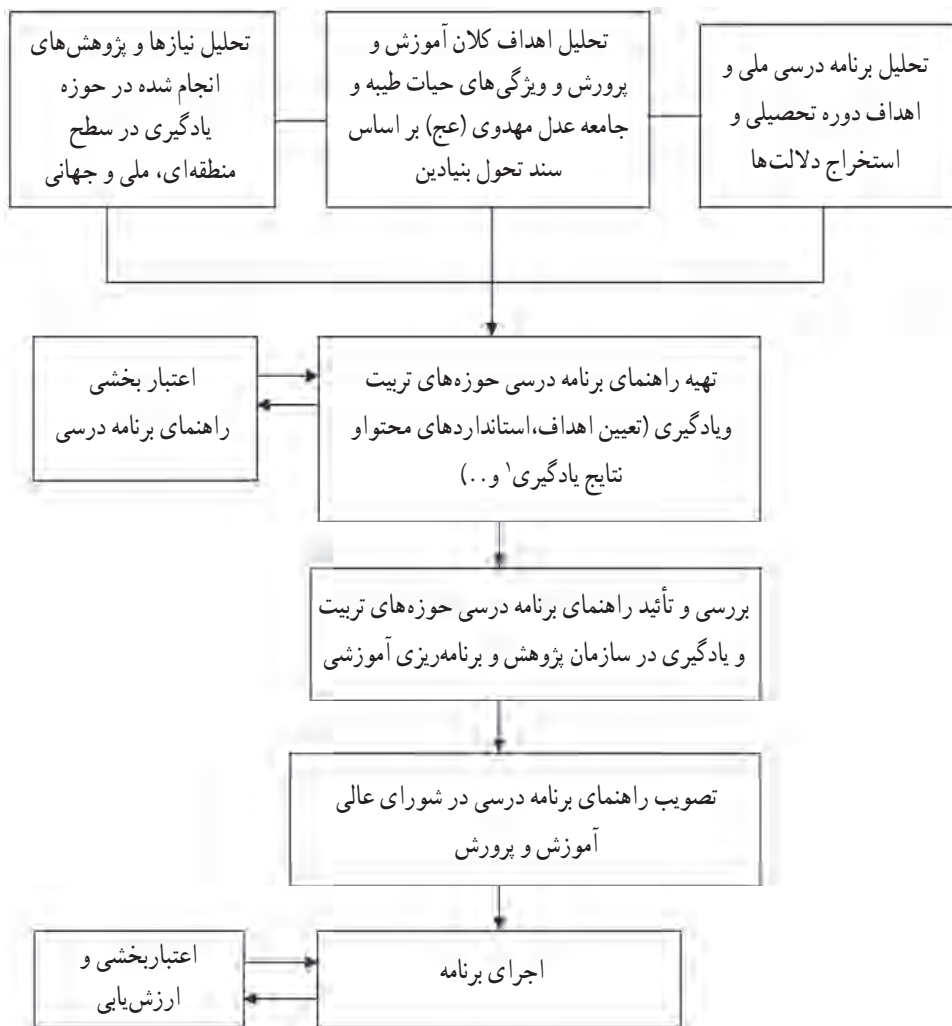 تحلیل برنامه درسی ملی و
اهداف دوره تحصیلی و
استخراج دلالت‌ها
تحلیل اهداف کلان آموزش و
پرورش و ویژگی‌های حیات طیبه و
جامعه عدل مهدوی (عج) بر اساس
سند تحول بنیادین
تحلیل نیازها و پژوهش‌های
انجام شده در حوزه
یادگیری در سطح
منطقه‌ای، ملی و جهانی
تهیه راهنمای برنامه درسی حوزه‌های تربیت
ویادگیری (تعیین اهداف،استانداردهای محتواو
نتایج یادگیری۱ و..)
اعتبار بخشی
راهنمای برنامه درسی
بررسی و تأئید راهنمای برنامه درسی حوزه‌های تربیت
و یادگیری در سازمان پژوهش و برنامه‌ریزی آموزشی
تصویب راهنمای برنامه درسی در شورای عالی
آموزش و پرورش
اجرای برنامه
اعتباربخشی و
ارزش‌یابی